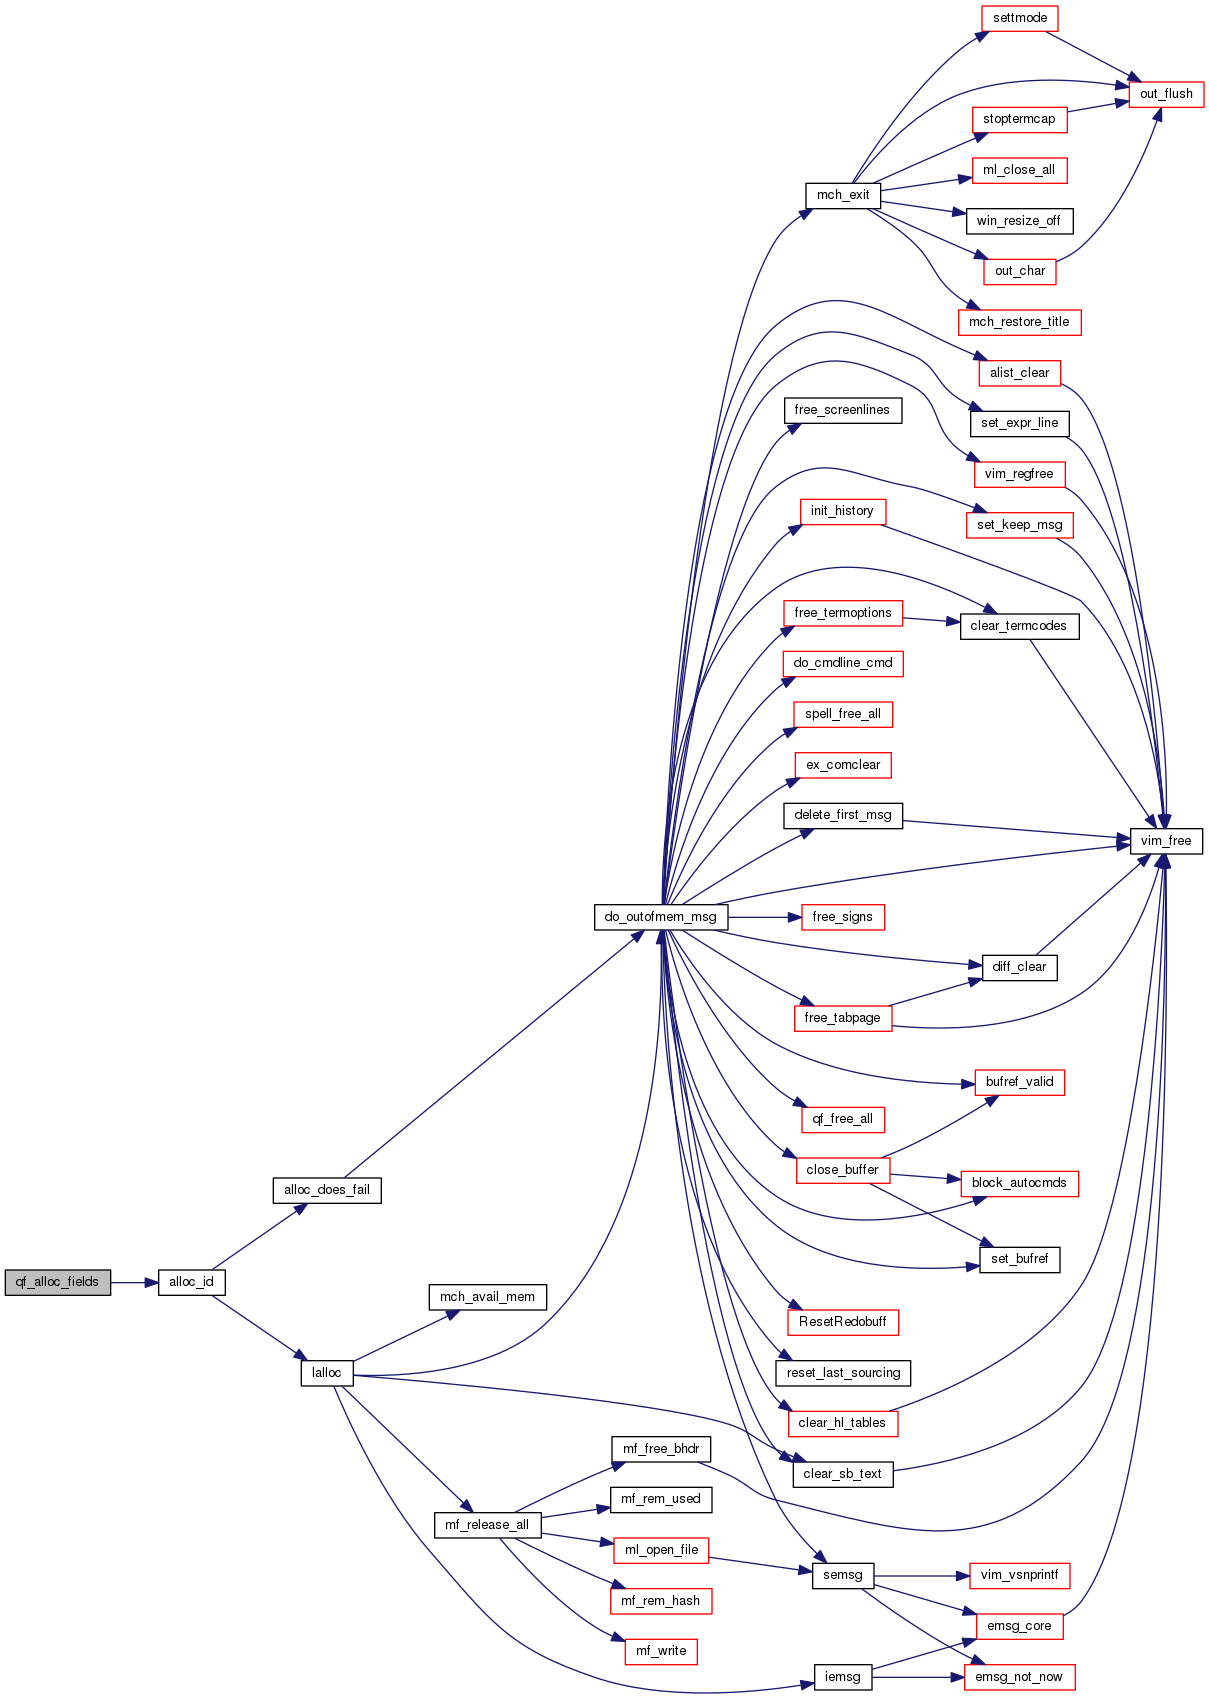 settmode
out_flush
stoptermcap
ml_close_all
mch_exit
win_resize_off
out_char
mch_restore_title
alist_clear
free_screenlines
set_expr_line
vim_regfree
init_history
set_keep_msg
free_termoptions
clear_termcodes
do_cmdline_cmd
spell_free_all
ex_comclear
delete_first_msg
vim_free
do_outofmem_msg
free_signs
diff_clear
free_tabpage
bufref_valid
qf_free_all
close_buffer
block_autocmds
alloc_does_fail
set_bufref
qf_alloc_fields
alloc_id
mch_avail_mem
ResetRedobuff
lalloc
reset_last_sourcing
clear_hl_tables
mf_free_bhdr
clear_sb_text
mf_rem_used
mf_release_all
ml_open_file
semsg
vim_vsnprintf
mf_rem_hash
emsg_core
mf_write
iemsg
emsg_not_now